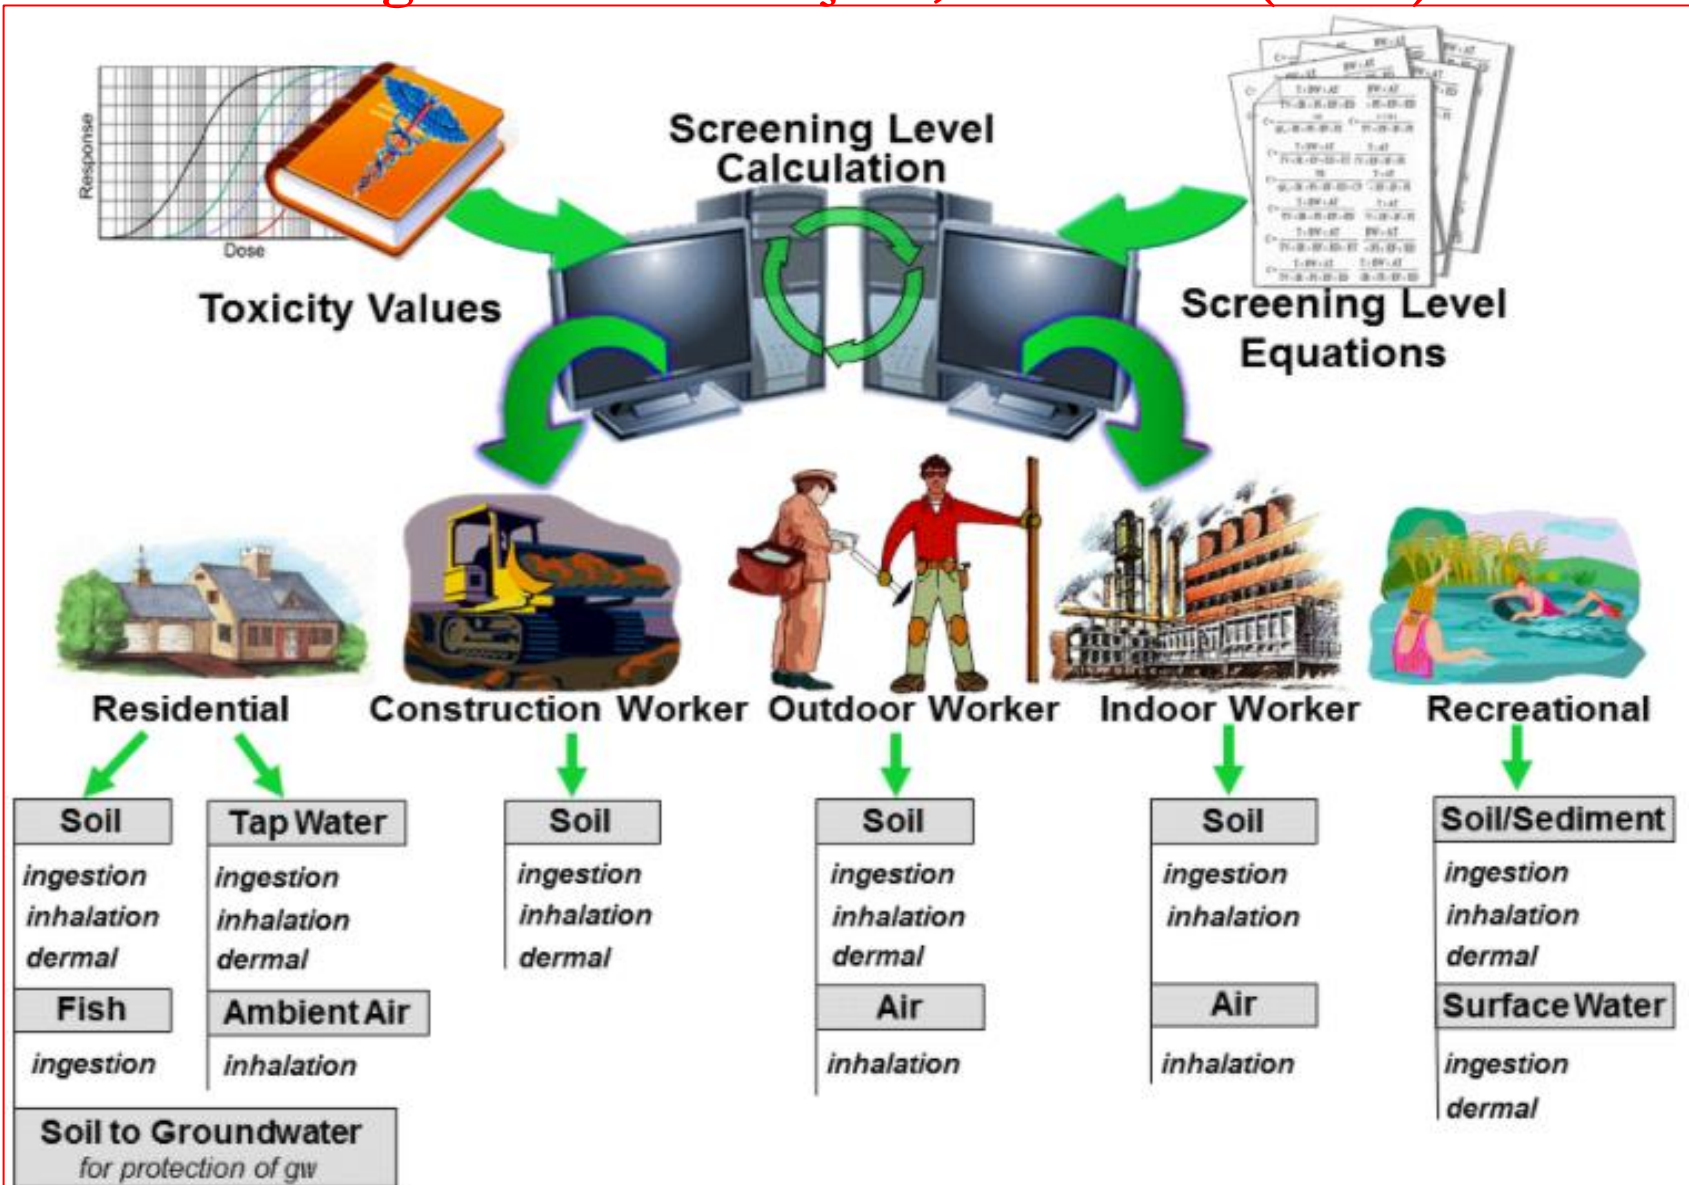 Response
Dose
Toxicity Values
Screening Level
Calculation
Screening Level
Equations
Residential
Construction Worker
Outdoor Worker
Indoor Worker
Recreational
Soil
ingestion
inhalation
dermal
Fish
ingestion
Soil to Groundwater
for protection of gw
Tap Water
ingestion
inhalation
dermal
Ambient Air
inhalation
Soil
ingestion
inhalation
dermal
Soil
ingestion
inhalation
dermal
Air
inhalation
Soil
ingestion
inhalation
Air
inhalation
Soil/Sediment
ingestion
inhalation
dermal
Surface Water
ingestion
dermal